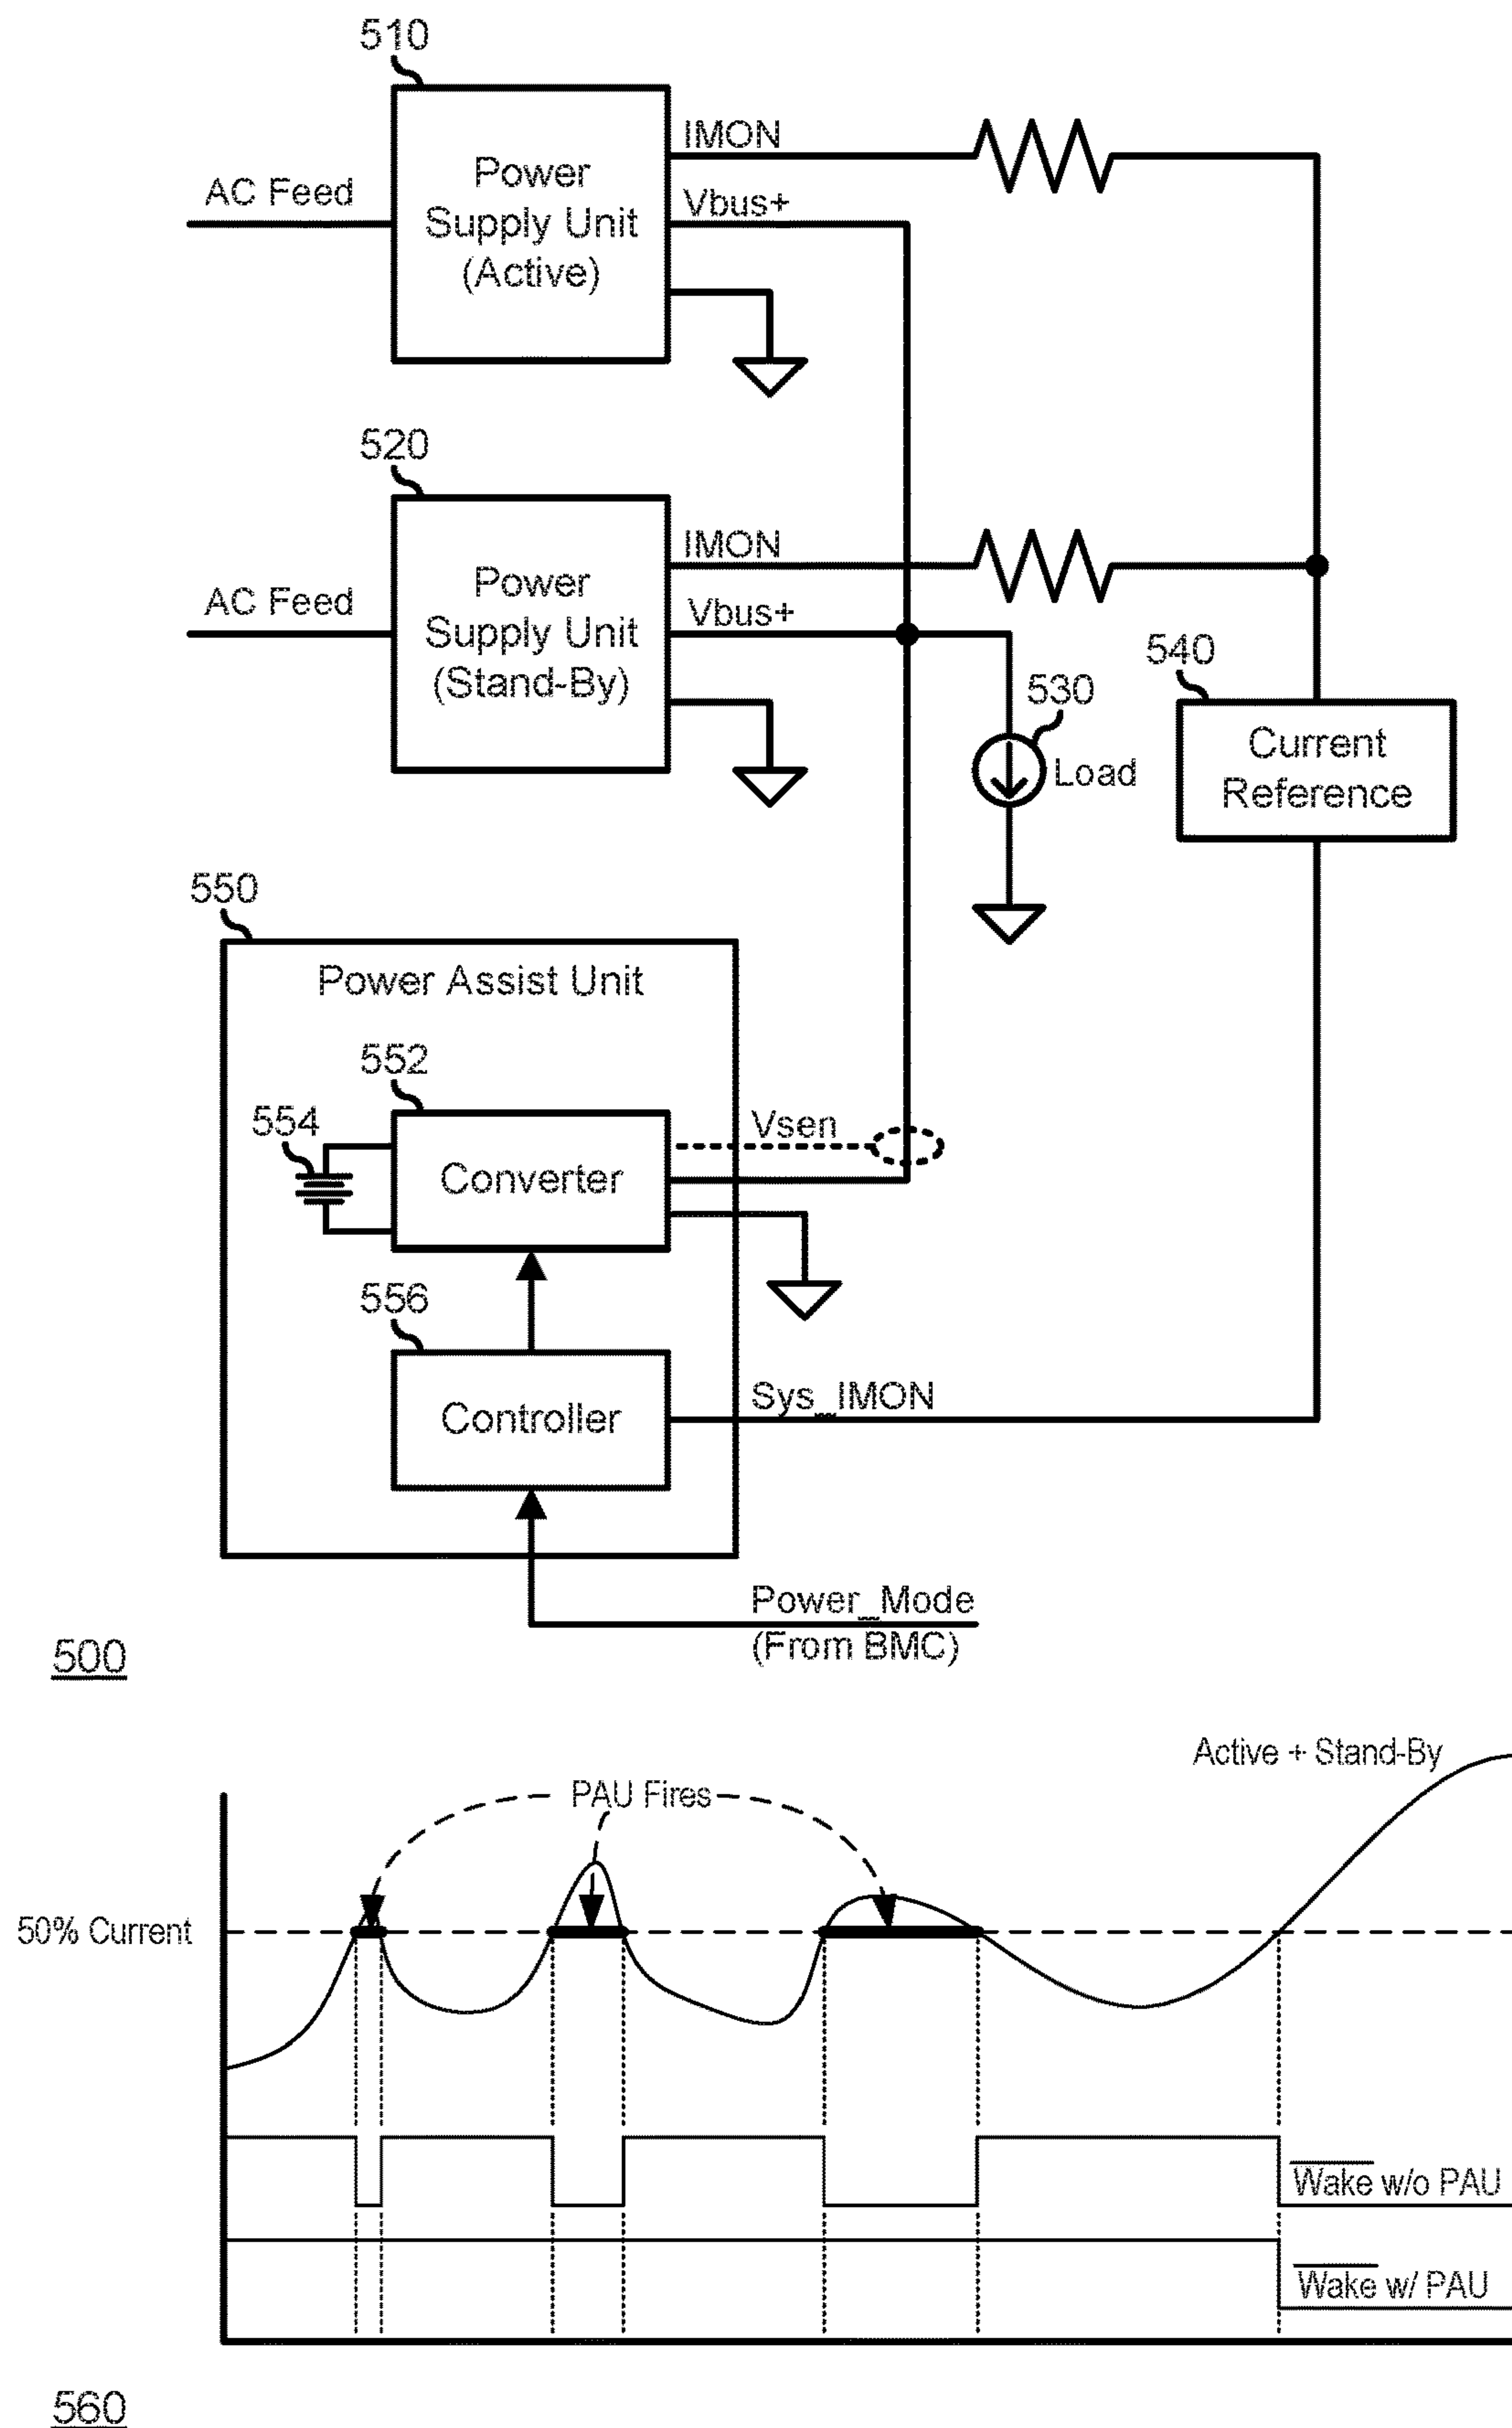 510
IMON
Power
Supply Unit
(Active)
AC Feed
Vbus+
520
IMON
Power
Supply Unit
(Stand-By)
AC Feed
Vbus+
540
530
Current
Reference
Load
550
Power Assist Unit
552
554
Vsen
Converter
556
Sys_IMON
Controller
Power_Mode
(From BMC)
500
Active + Stand-By
PAU Fires
50% Current
Wake w/o PAU
Wake w/ PAU
560